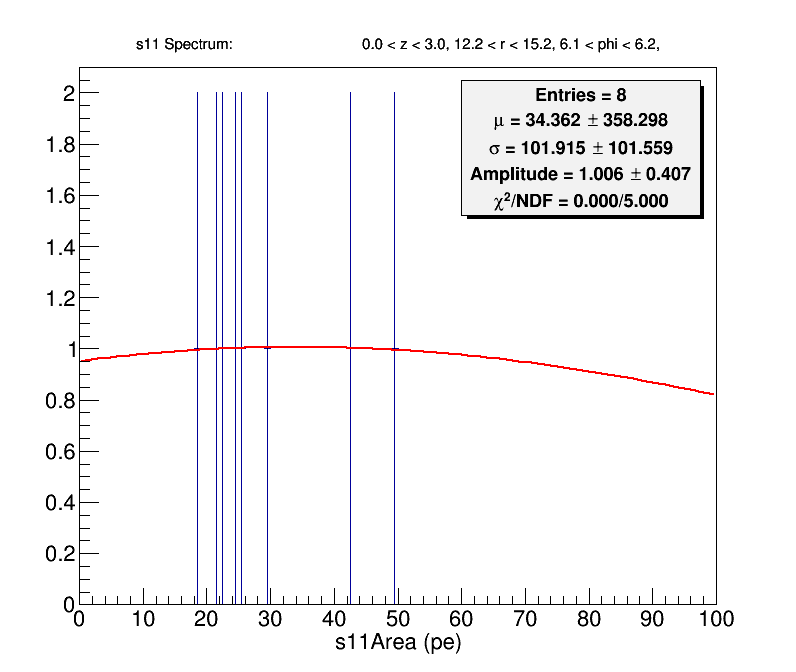 s11 Spectrum: 0.0 < z < 3.0, 12.2 < r < 15.2, 6.1 < phi < 6.2,
Entries = 8
μ = 34.362 ± 358.298
σ = 101.915 ± 101.559
Amplitude = 1.006 ± 0.407
χ²/NDF = 0.000/5.000
2
1.8
1.6
1.4
1.2
1
0.8
0.6
0.4
0.2
0
0 10 20 30 40 50 60 70 80 90 100
s11Area (pe)